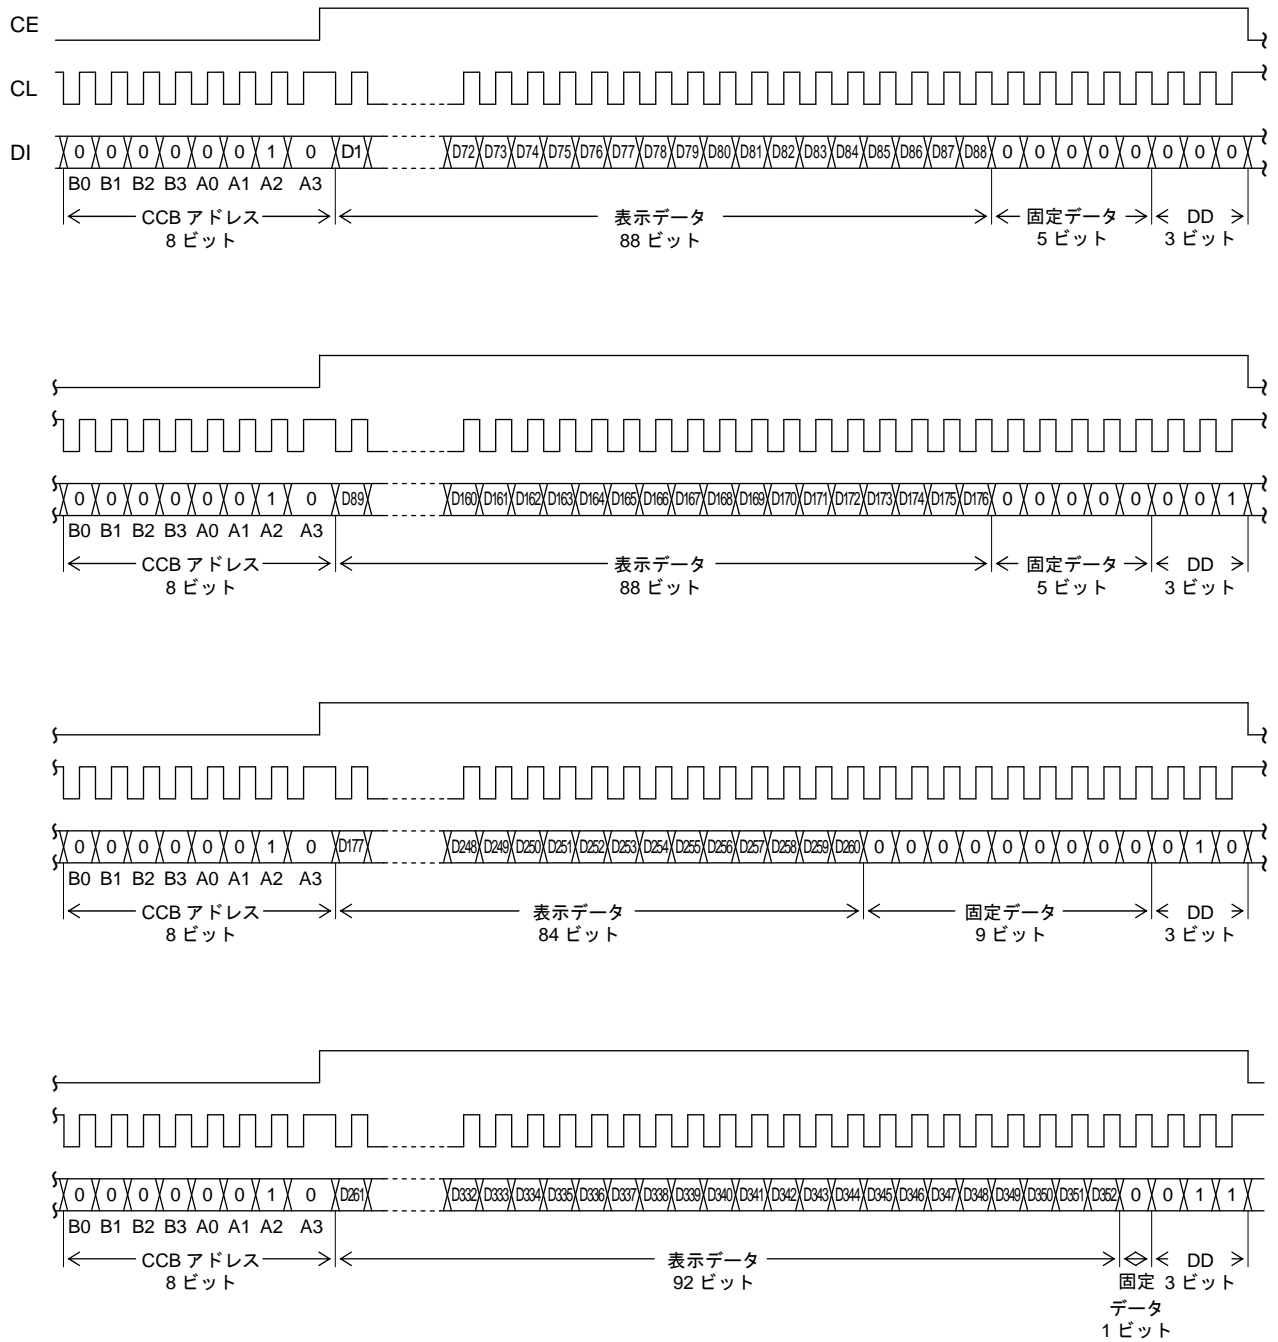 CE
CL
DI 0 0 0 0 0 0 1 0 D1 D72 D73 D74 D75 D76 D77 D78 D79 D80 D81 D82 D83 D84 D85 D86 D87 D88 0 0 0 0 0 0 0 0
B0 B1 B2 B3 A0 A1 A2 A3
CCB アドレス 表示データ 固定データ DD
8 ビット 88 ビット 5 ビット 3 ビット
0 0 0 0 0 0 1 0 D89 D160 D161 D162 D163 D164 D165 D166 D167 D168 D169 D170 D171 D172 D173 D174 D175 D176 0 0 0 0 0 0 0 1
B0 B1 B2 B3 A0 A1 A2 A3
CCB アドレス 表示データ 固定データ DD
8 ビット 88 ビット 5 ビット 3 ビット
0 0 0 0 0 0 1 0 D177 D248 D249 D250 D251 D252 D253 D254 D255 D256 D257 D258 D259 D260 0 0 0 0 0 0 0 0 0 0 1 0
B0 B1 B2 B3 A0 A1 A2 A3
CCB アドレス 表示データ 固定データ DD
8 ビット 84 ビット 9 ビット 3 ビット
0 0 0 0 0 0 1 0 D261 D332 D333 D334 D335 D336 D337 D338 D339 D340 D341 D342 D343 D344 D345 D346 D347 D348 D349 D350 D351 D352 0 0 1 1
B0 B1 B2 B3 A0 A1 A2 A3
CCB アドレス 表示データ DD
8 ビット 92 ビット 固定 3 ビット
データ
1 ビット